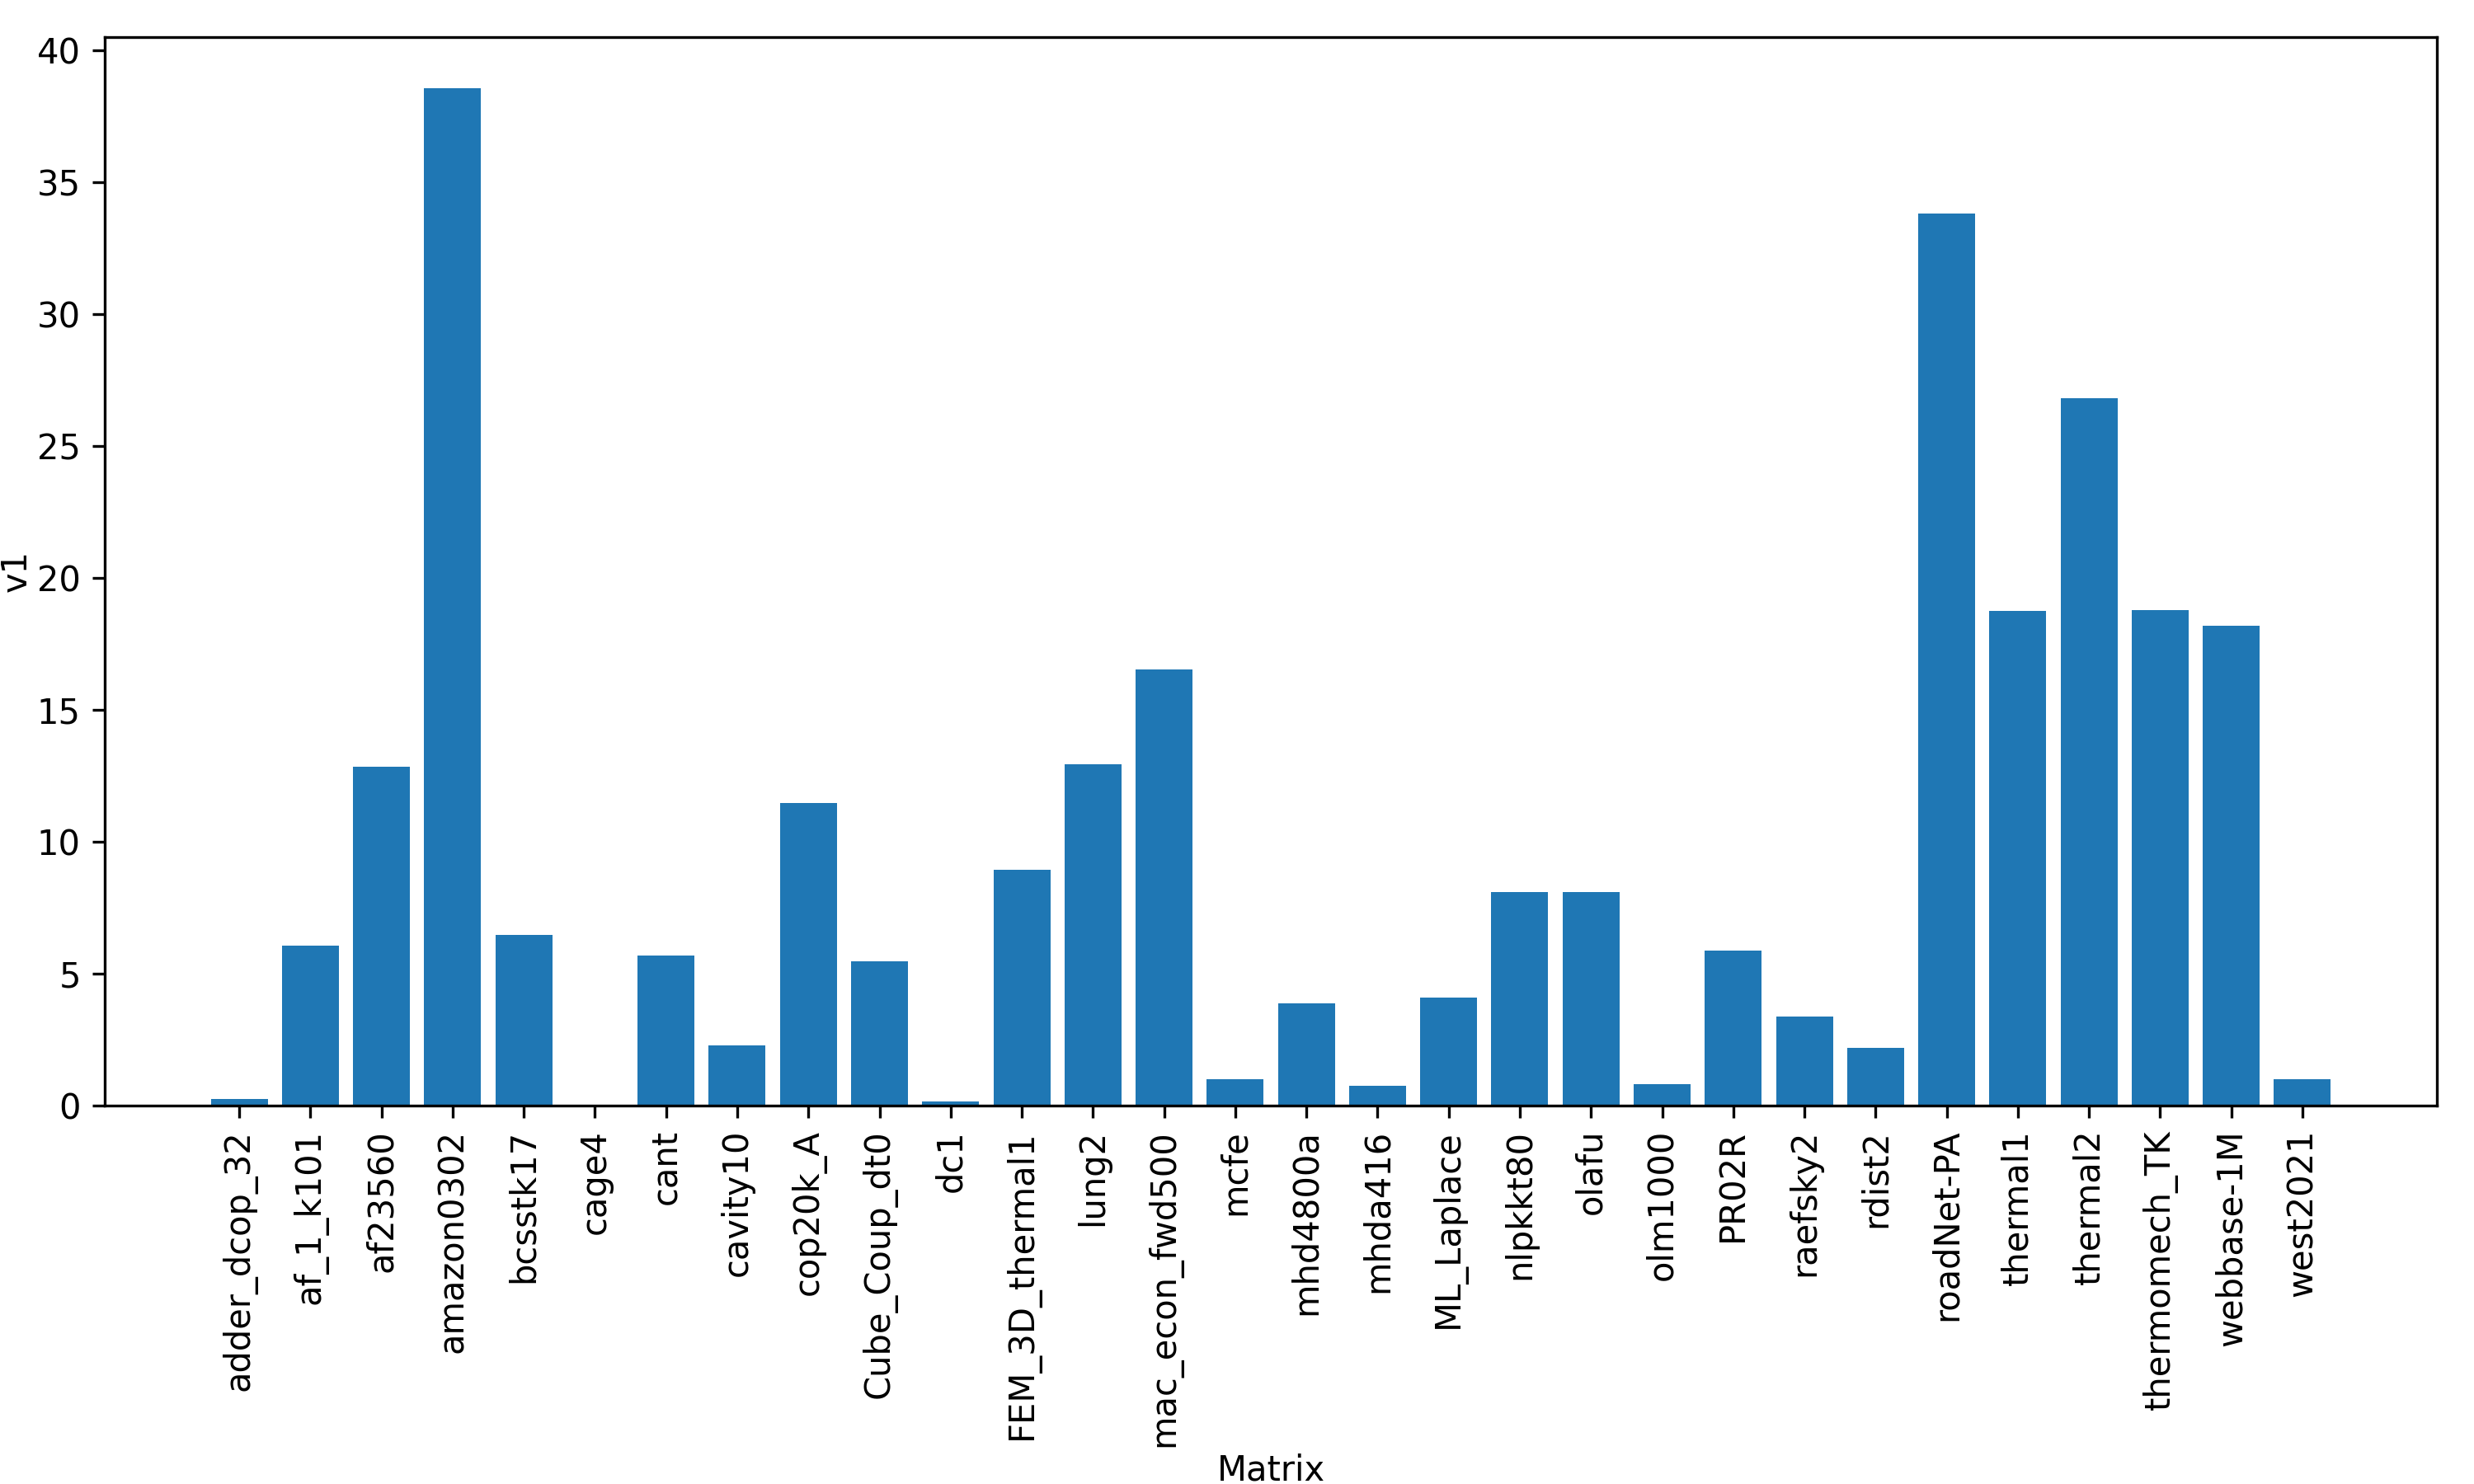 v1
40
35
30
25
20
15
10
5
0
adder_dcop_32
af_1_k101
af23560
amazon0302
bcsstk17
cage4
cant
cavity10
cop20k_A
Cube_Coup_dt0
dc1
FEM_3D_thermal1
lung2
mac_econ_fwd500
mcfe
mhd4800a
mhda416
ML_Laplace
nlpkkt80
olafu
olm1000
PR02R
raefsky2
rdist2
roadNet-PA
thermal1
thermal2
thermomech_TK
webbase-1M
west2021
Matrix